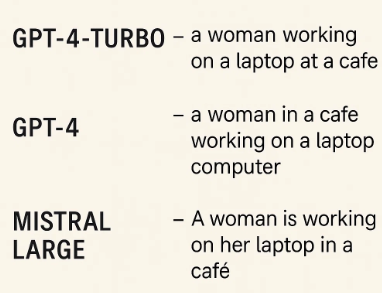 GPT-4-TURBO – a woman working
on a laptop at a cafe
GPT-4 – a woman in a cafe
working on a laptop
computer
MISTRAL LARGE – A woman is working
on her laptop in a
café